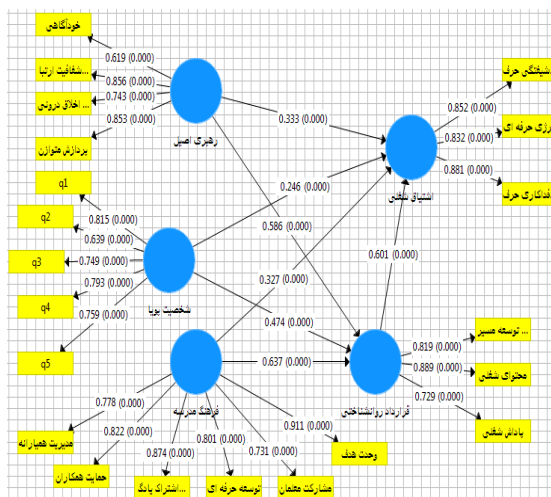 خودآگاهی
0.619 (0.000)
شفافیت ارتبا...
0.856 (0.000)
اخلاق درونی ...
0.743 (0.000)
پردازش متوازن
0.853 (0.000)
رهبری اصیل
شیفتگی حرف
0.852 (0.000)
رژی حرفه ای
0.832 (0.000)
فداکاری حرف
0.881 (0.000)
اشتیاق شغلی
0.333 (0.000)
0.246 (0.000)
0.586 (0.000)
0.327 (0.000)
0.601 (0.000)
0.474 (0.000)
0.637 (0.000)
q1
0.815 (0.000)
q2
0.639 (0.000)
q3
0.749 (0.000)
q4
0.793 (0.000)
q5
0.759 (0.000)
شخصیت پویا
توسعه مسیر ...
0.819 (0.000)
محتوای شغلی
0.889 (0.000)
پاداش شغلی
0.729 (0.000)
قرارداد روانشناختی
فرهنگ مدرسه
0.778 (0.000)
مدیریت همیارانه
0.822 (0.000)
حمایت همکاران
0.874 (0.000)
اشتراک یادگ...
0.801 (0.000)
توسعه حرفه ای
0.731 (0.000)
مشارکت معلمان
0.911 (0.000)
وحدت هدف